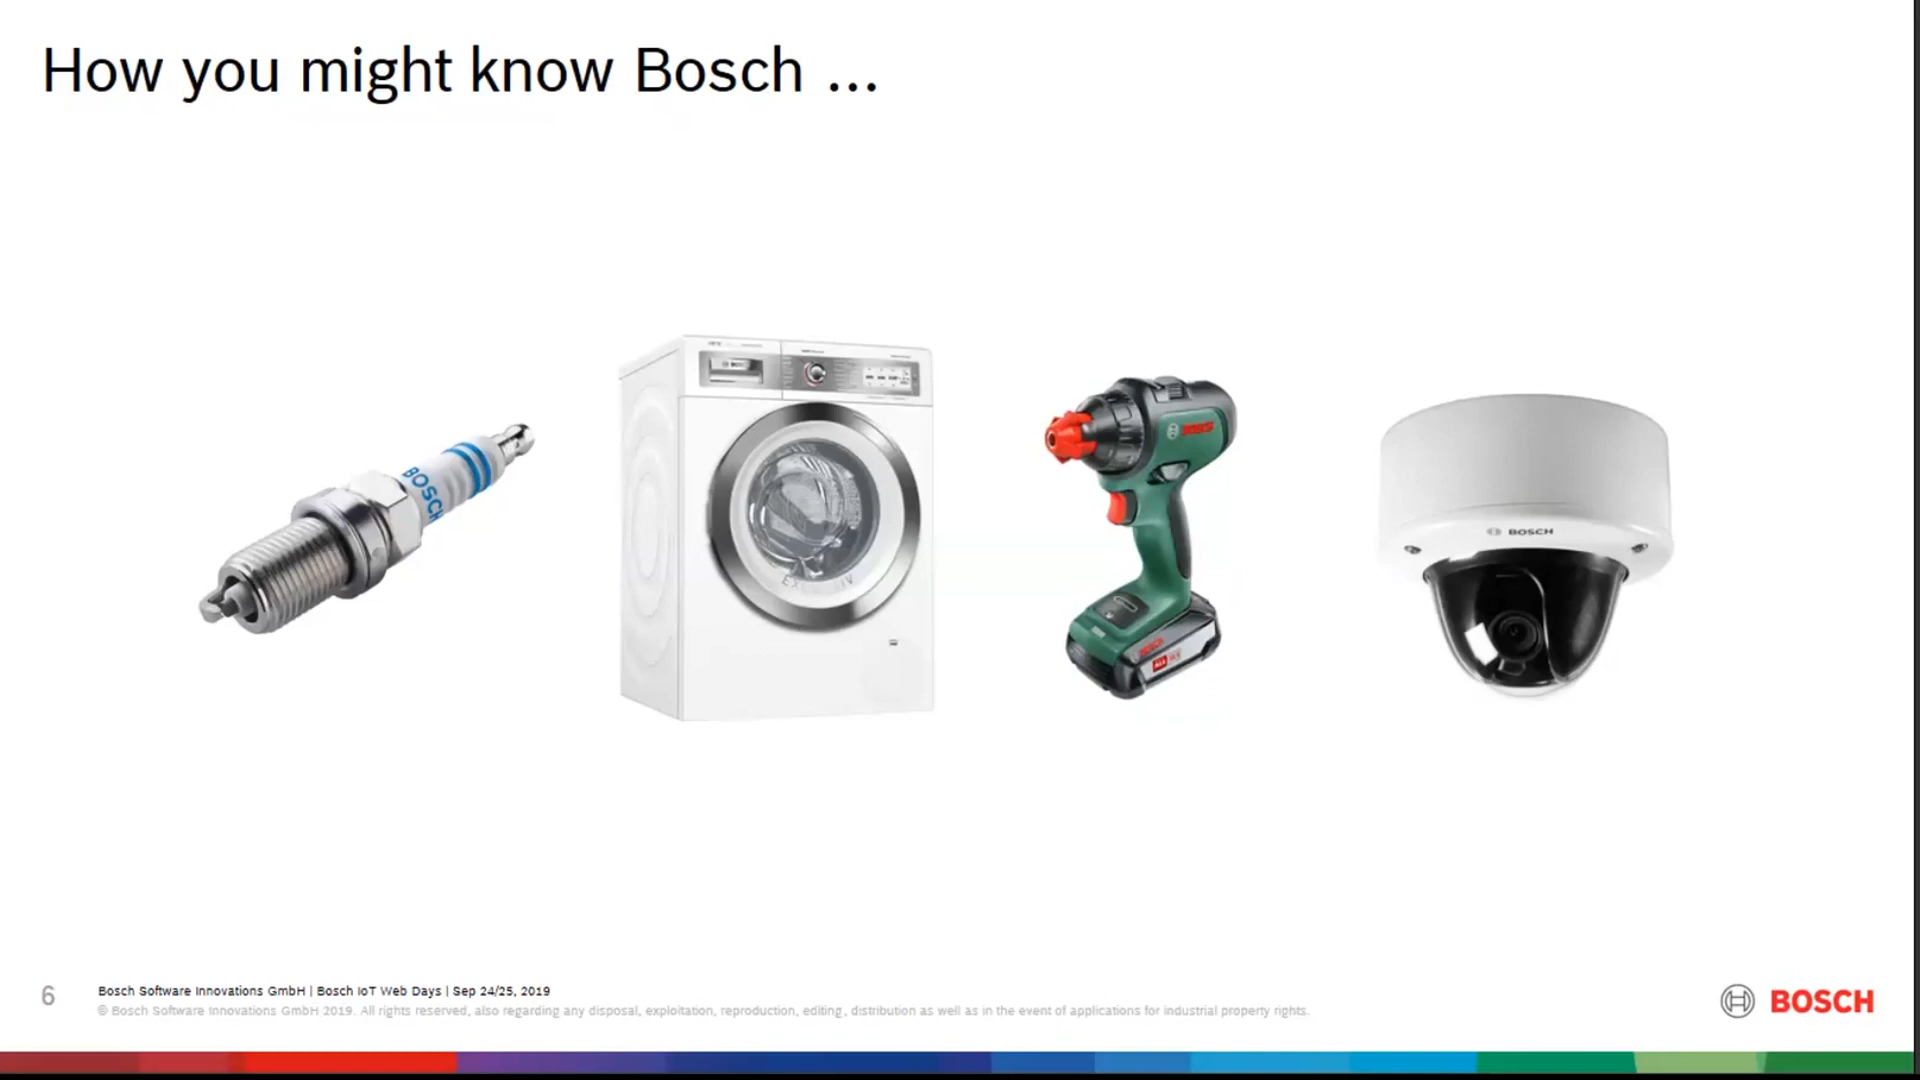 How you might know Bosch ...
BOSCH
BOSCH
BOSCH
BOSCH
BOSCH
6
Bosch Software Innovations GmbH | Bosch IoT Web Days | Sep 24/25, 2019
© Bosch Software Innovations GmbH 2019. All rights reserved, also regarding any disposal, exploitation, reproduction, editing, distribution as well as in the event of applications for industrial property rights.
BOSCH